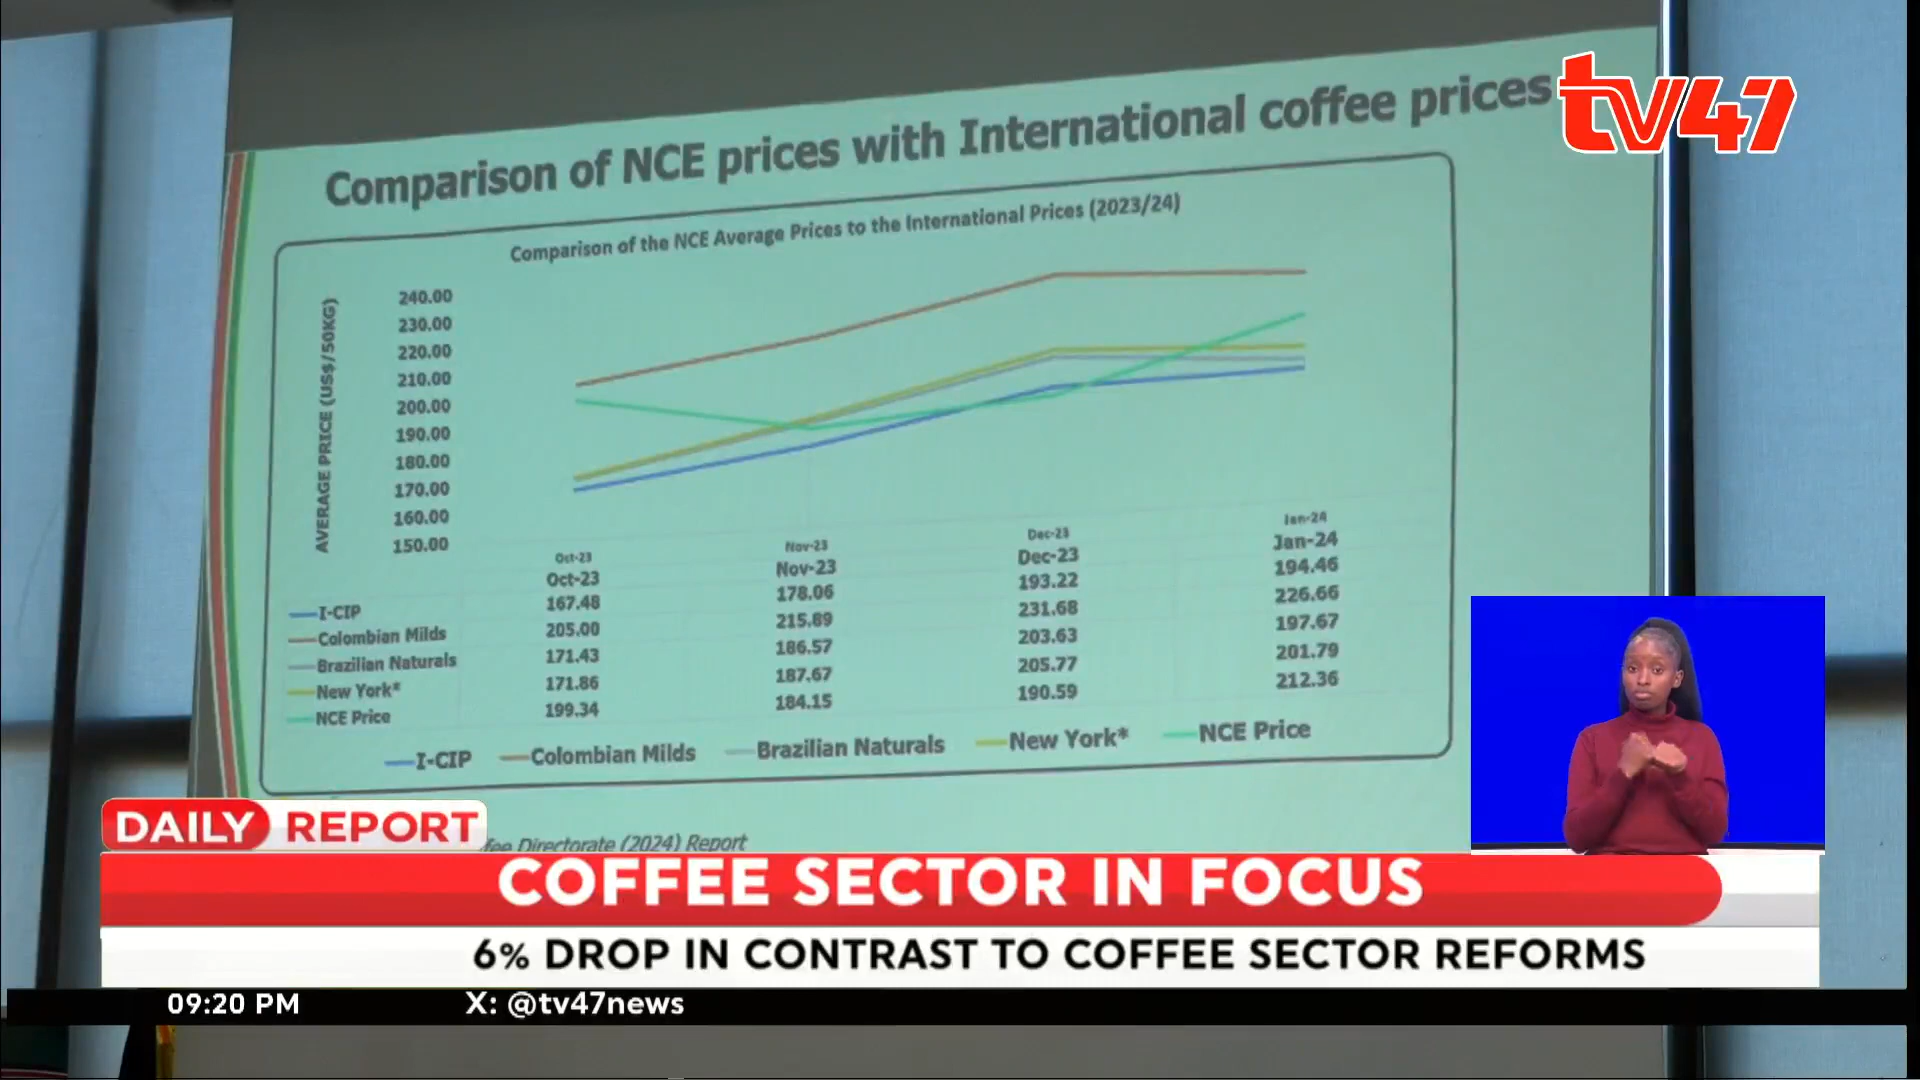 tv47
Comparison of NCE prices with International coffee prices
Comparison of the NCE Average Prices to the International Prices (2023/24)
AVERAGE PRICE (US$/50KG)
240.00
230.00
220.00
210.00
200.00
190.00
180.00
170.00
160.00
150.00
Oct-23 Nov-23 Dec-23 Jan-24
Oct-23 Nov-23 Dec-23 Jan-24
I-CIP 167.48 178.06 193.22 194.46
Colombian Milds 205.00 215.89 231.68 226.66
Brazilian Naturals 171.43 186.57 203.63 197.67
New York* 171.86 187.67 205.77 201.79
NCE Price 199.34 184.15 190.59 212.36
I-CIP Colombian Milds Brazilian Naturals New York* NCE Price
Directorate (2024) Report
DAILY REPORT
COFFEE SECTOR IN FOCUS
6% DROP IN CONTRAST TO COFFEE SECTOR REFORMS
09:20 PM X: @tv47news